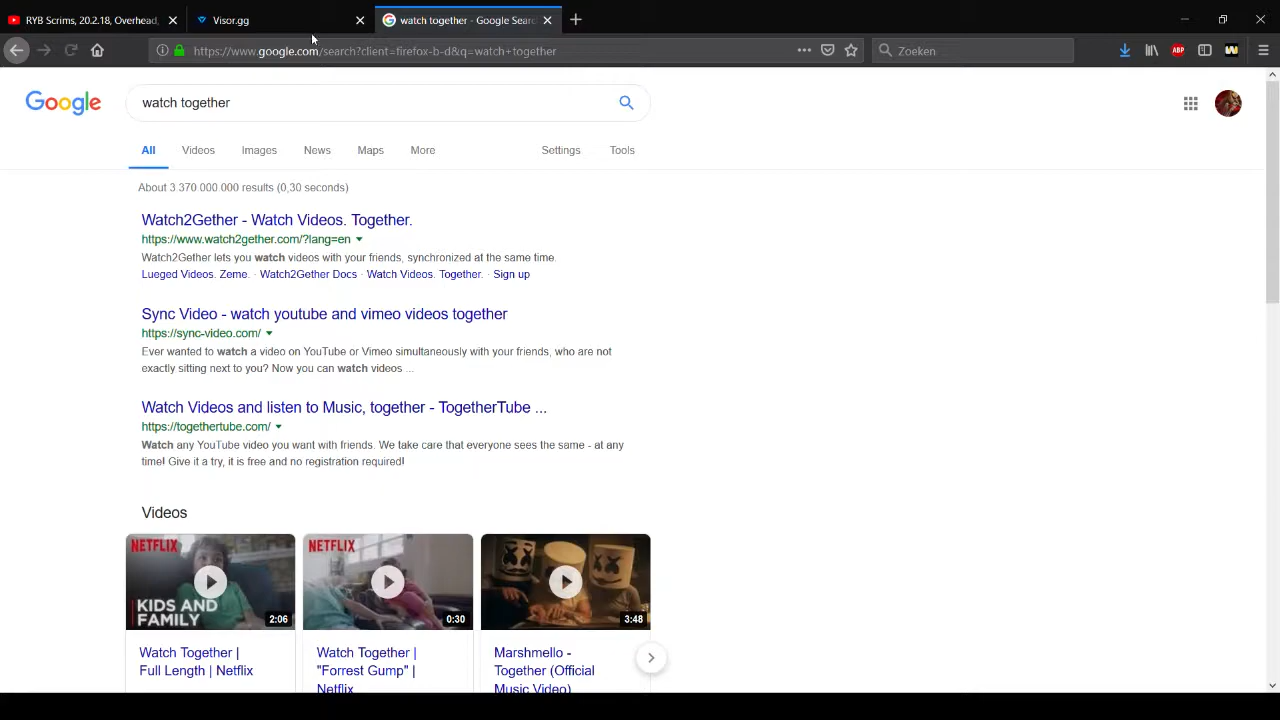 RYB Scrims, 20.2.18, Overhead,
Visor.gg
watch together - Google Search
https://www.google.com/search?client=firefox-b-d&q=watch+together
Zoeken
ABP
Google
watch together
All Videos Images News Maps More Settings Tools
About 3.370.000.000 results (0,30 seconds)
Watch2Gether - Watch Videos. Together.
https://www.watch2gether.com/?lang=en
Watch2Gether lets you watch videos with your friends, synchronized at the same time.
Lueged Videos. Zeme. · Watch2Gether Docs · Watch Videos. Together. · Sign up
Sync Video - watch youtube and vimeo videos together
https://sync-video.com/
Ever wanted to watch a video on YouTube or Vimeo simultaneously with your friends, who are not
exactly sitting next to you? Now you can watch videos ...
Watch Videos and listen to Music, together - TogetherTube ...
https://togethertube.com/
Watch any YouTube video you want with friends. We take care that everyone sees the same - at any
time! Give it a try, it is free and no registration required!
Videos
NETFLIX
KIDS AND
FAMILY
2:06
NETFLIX
0:30
3:48
Watch Together |
Full Length | Netflix
Watch Together |
"Forrest Gump" |
Netflix
Marshmello -
Together (Official
Music Video)